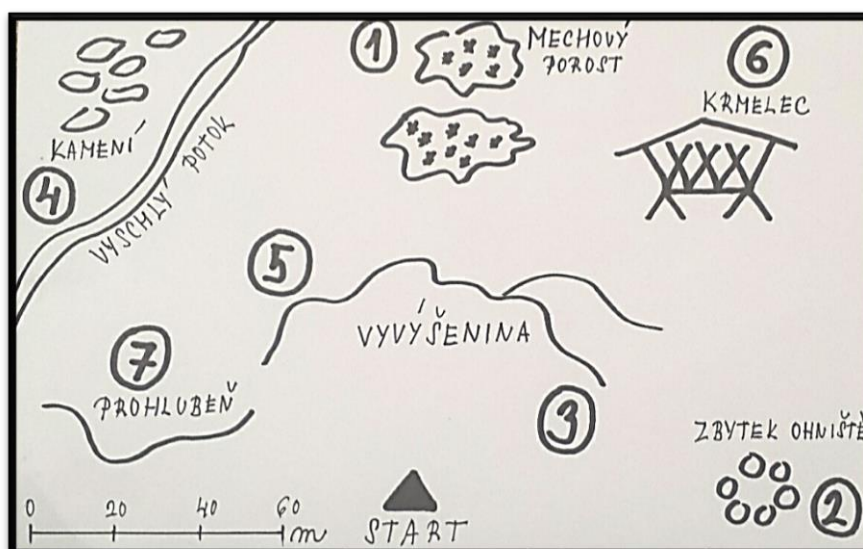 1
MECHOVÝ
POROST
6
KRMELEC
KAMENÍ
4
VYSCHLÝ POTOK
5
VYVÝŠENINA
7
PROHLUBEŇ
3
ZBYTEK OHNIŠTĚ
2
0 20 40 60
m
START